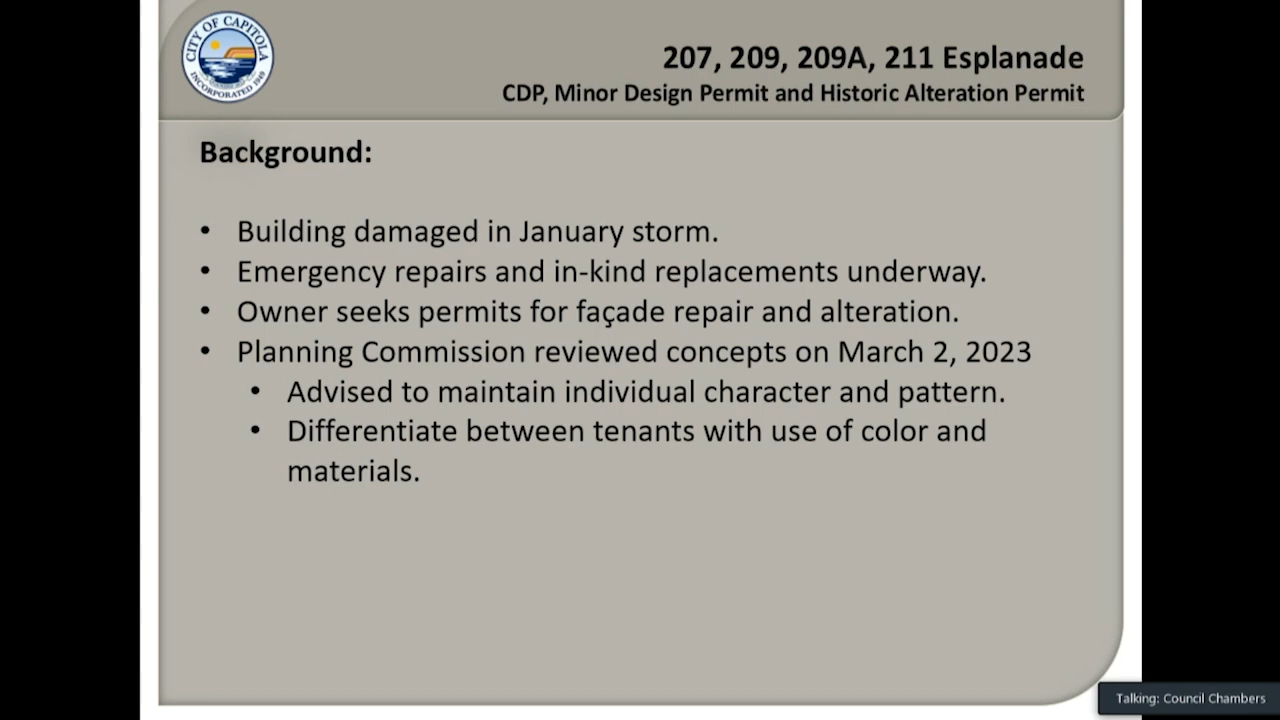 CITY OF CAPITOLA
INCORPORATED 1949
207, 209, 209A, 211 Esplanade
CDP, Minor Design Permit and Historic Alteration Permit
Background:
• Building damaged in January storm.
• Emergency repairs and in-kind replacements underway.
• Owner seeks permits for façade repair and alteration.
• Planning Commission reviewed concepts on March 2, 2023
• Advised to maintain individual character and pattern.
• Differentiate between tenants with use of color and
materials.
Talking: Council Chambers